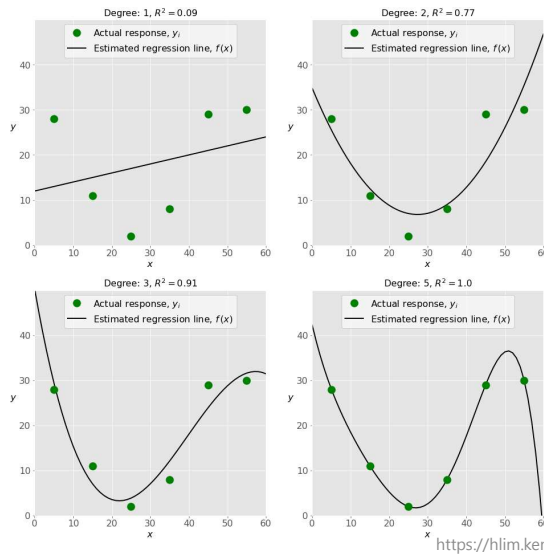 Degree: 1, R² = 0.09
Actual response, yᵢ
Estimated regression line, f(x)
y
40
30
20
10
0
0 10 20 30 40 50 60
x
Degree: 2, R² = 0.77
Actual response, yᵢ
Estimated regression line, f(x)
y
40
30
20
10
0
0 10 20 30 40 50 60
x
Degree: 3, R² = 0.91
Actual response, yᵢ
Estimated regression line, f(x)
y
40
30
20
10
0
0 10 20 30 40 50 60
x
Degree: 5, R² = 1.0
Actual response, yᵢ
Estimated regression line, f(x)
y
40
30
20
10
0
0 10 20 30 40 50 60
x
https://hlim.ker